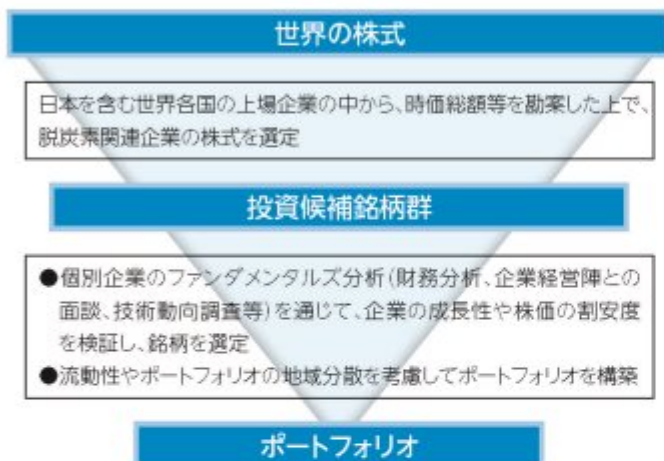 世界の株式
日本を含む世界各国の上場企業の中から、時価総額等を勘案した上で、
脱炭素関連企業の株式を選定
投資候補銘柄群
●個別企業のファンダメンタルズ分析(財務分析、企業経営陣との
面談、技術動向調査等)を通じて、企業の成長性や株価の割安度
を検証し、銘柄を選定
●流動性やポートフォリオの地域分散を考慮してポートフォリオを構築
ポートフォリオ